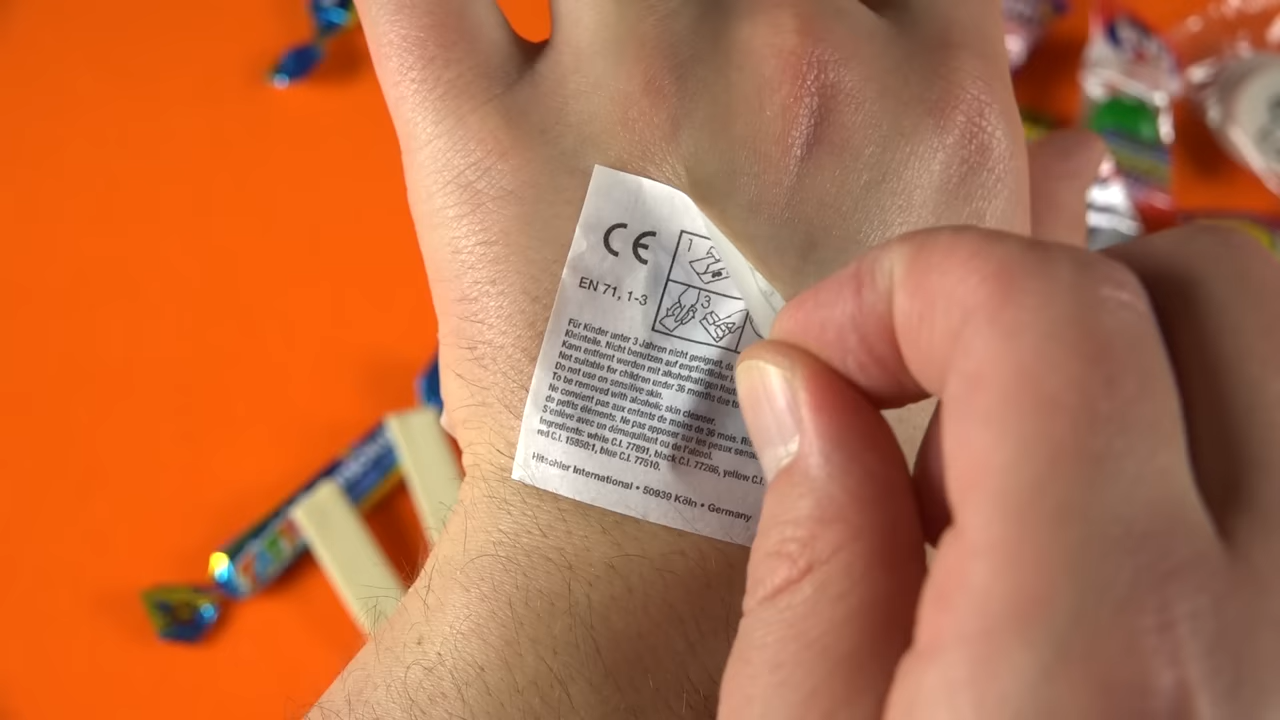 CE
1
EN 71, 1-3
3
Für Kinder unter 3 Jahren nicht geeignet, da
Kleinteile. Nicht benutzen auf empfindlicher
Kann entfernt werden mit alkoholhaltigen Haut
Not suitable for children under 36 months due to
Do not use on sensitive skin.
To be removed with alcoholic skin cleanser.
Ne convient pas aux enfants de moins de 36 mois.
de petits éléments. Ne pas apposer sur les peaux
S'enlève avec un démaquillant ou de l'alcool.
Ingredients: white C.I. 77891, black C.I. 77266, yellow C.I.
red C.I. 15850:1, blue C.I. 77510.
Hitschler International • 50939 Köln • Germany